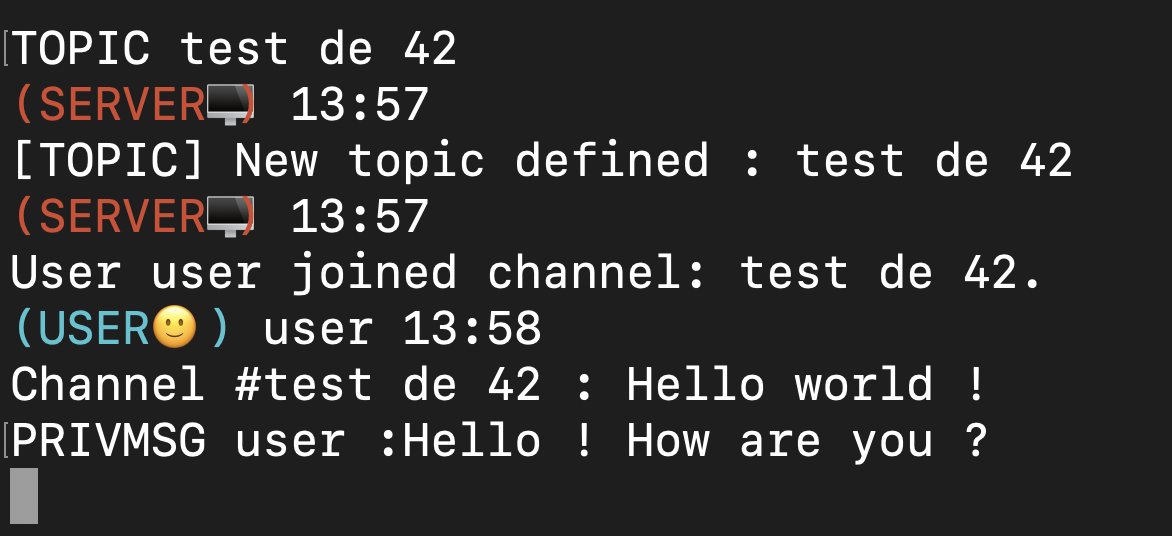 TOPIC test de 42
(SERVER🖥) 13:57
[TOPIC] New topic defined : test de 42
(SERVER🖥) 13:57
User user joined channel: test de 42.
(USER🙂) user 13:58
Channel #test de 42 : Hello world !
PRIVMSG user :Hello ! How are you ?